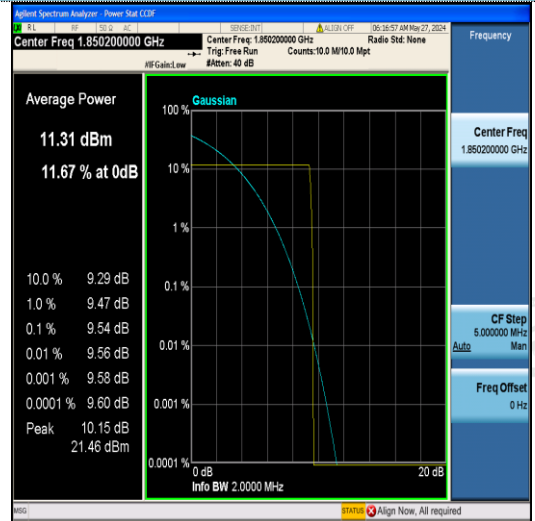 Agilent Spectrum Analyzer - Power Stat CCDF
RL RF 50 Ω AC SENSE:INT ALIGN OFF 06:16:57 AM May 27, 2024
Center Freq 1.850200000 GHz
Center Freq: 1.850200000 GHz
Radio Std: None
Trig: Free Run
Counts:10.0 M/10.0 Mpt
#IFGain:Low
#Atten: 40 dB
Frequency
Average Power
11.31 dBm
11.67 % at 0dB
10.0 % 9.29 dB
1.0 % 9.47 dB
0.1 % 9.54 dB
0.01 % 9.56 dB
0.001 % 9.58 dB
0.0001 % 9.60 dB
Peak 10.15 dB
21.46 dBm
Gaussian
100 %
10 %
1 %
0.1 %
0.01 %
0.001 %
0.0001 %
0 dB
20 dB
Info BW 2.0000 MHz
Center Freq
1.850200000 GHz
CF Step
5.000000 MHz
Auto Man
Freq Offset
0 Hz
MSG
STATUS Align Now, All required